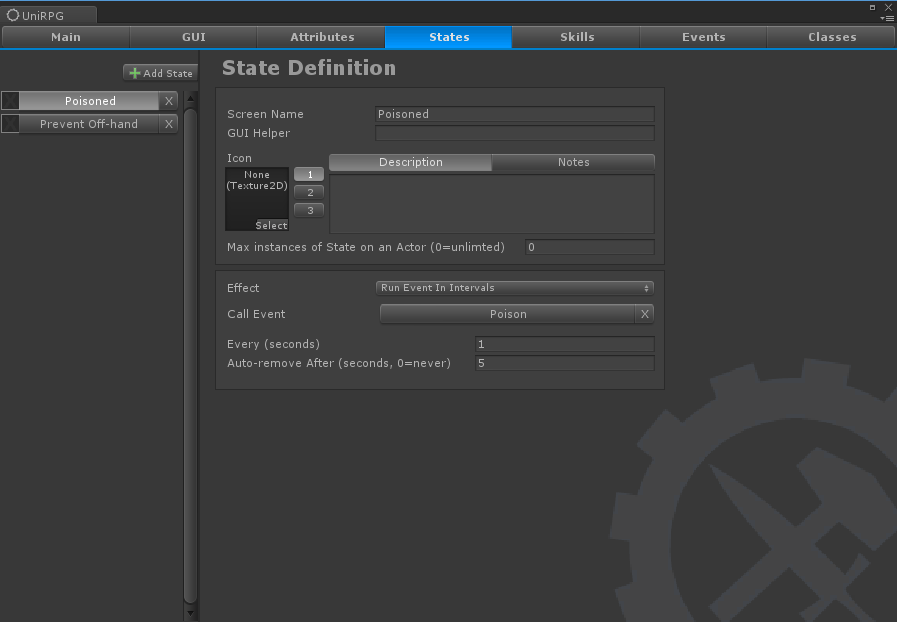 UniRPG
Main GUI Attributes States Skills Events Classes
Add State
Poisoned X
Prevent Off-hand X
State Definition
Screen Name Poisoned
GUI Helper
Icon
None
(Texture2D)
Select
1
2
3
Description Notes
Max instances of State on an Actor (0=unlimted) 0
Effect Run Event In Intervals
Call Event Poison X
Every (seconds) 1
Auto-remove After (seconds, 0=never) 5